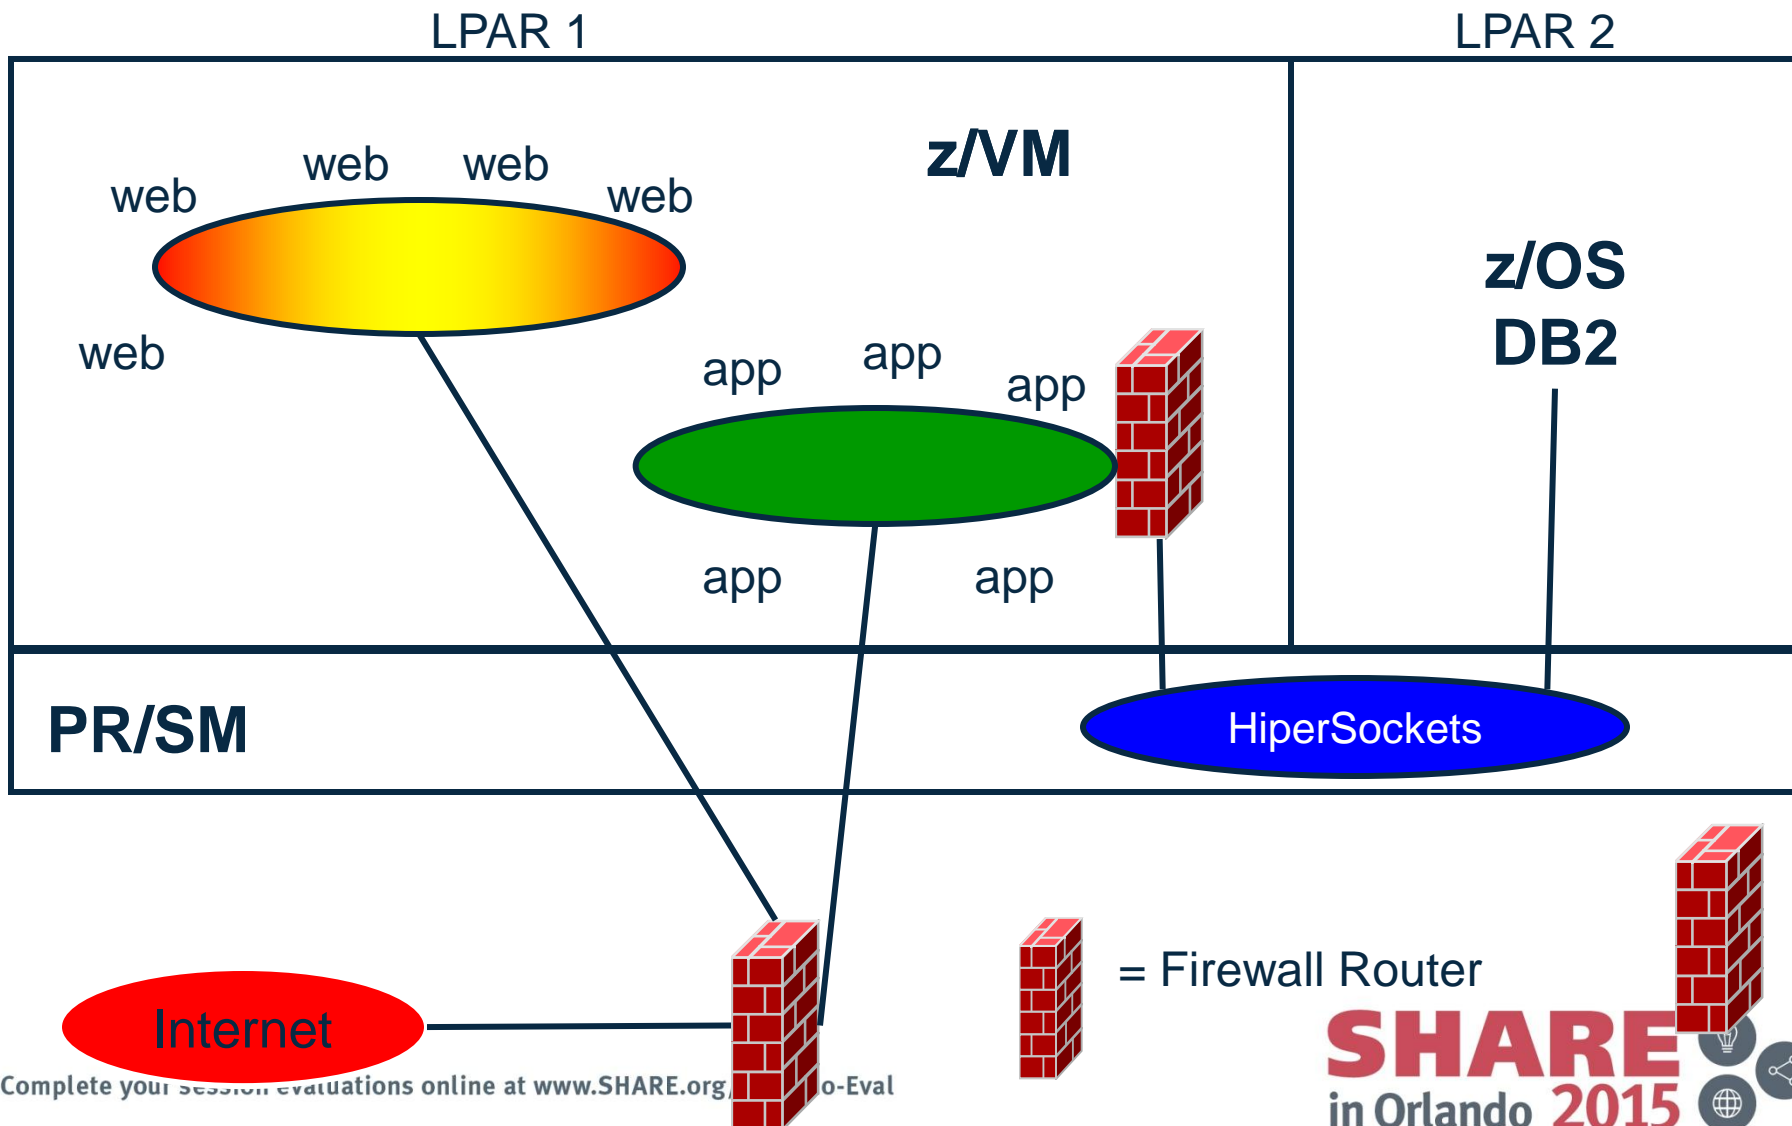 LPAR 1
LPAR 2
z/VM
web
web
web
web
web
z/OS
DB2
app
app
app
app
app
PR/SM
HiperSockets
= Firewall Router
Internet
Complete your session evaluations online at www.SHARE.org/ o-Eval
SHARE
in Orlando 2015